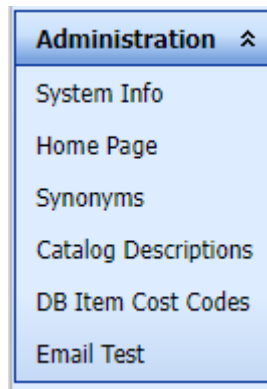 Administration
System Info
Home Page
Synonyms
Catalog Descriptions
DB Item Cost Codes
Email Test